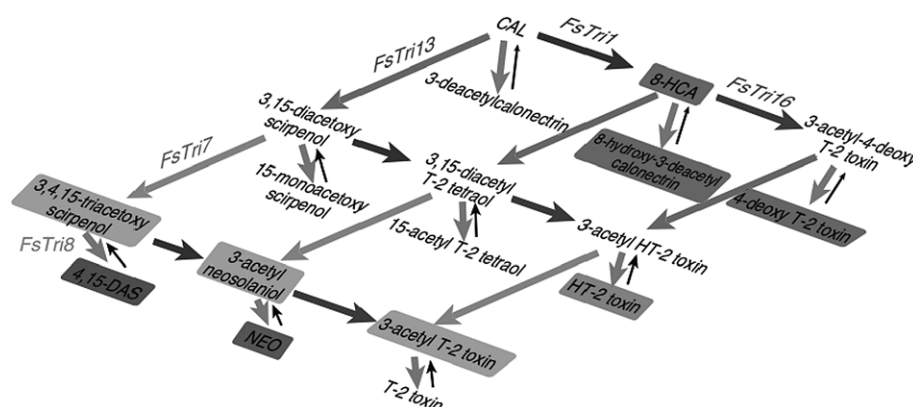 CAL
FsTri1
FsTri13
3-deacetylcalonectrin
8-HCA
FsTri16
3,15-diacetoxy
scirpenol
3-acetyl-4-deoxy
T-2 toxin
FsTri7
15-monoacetoxy
scirpenol
3,15-diacetyl
T-2 tetraol
8-hydroxy-3-deacetyl
calonectrin
4-deoxy T-2 toxin
3,4,15-triacetoxy
scirpenol
15-acetyl T-2 tetraol
3-acetyl HT-2 toxin
FsTri8
4,15-DAS
3-acetyl
neosolaniol
HT-2 toxin
NEO
3-acetyl T-2 toxin
T-2 toxin